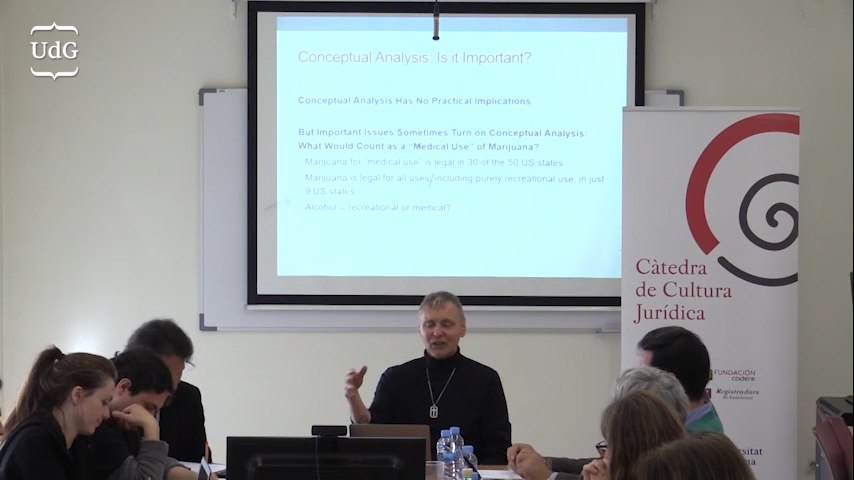 UdG
Conceptual Analysis: Is it Important?
Conceptual Analysis Has No Practical Implications.
But Important Issues Sometimes Turn on Conceptual Analysis:
What Would Count as a "Medical Use" of Marijuana?
Marijuana for "medical use" is legal in 30 of the 50 US states
Marijuana is legal for all uses, including purely recreational use, in just
9 US states
Alcohol – recreational or medical?
Càtedra
de Cultura
Jurídica
FUNDACIÓN
codere
Registradores